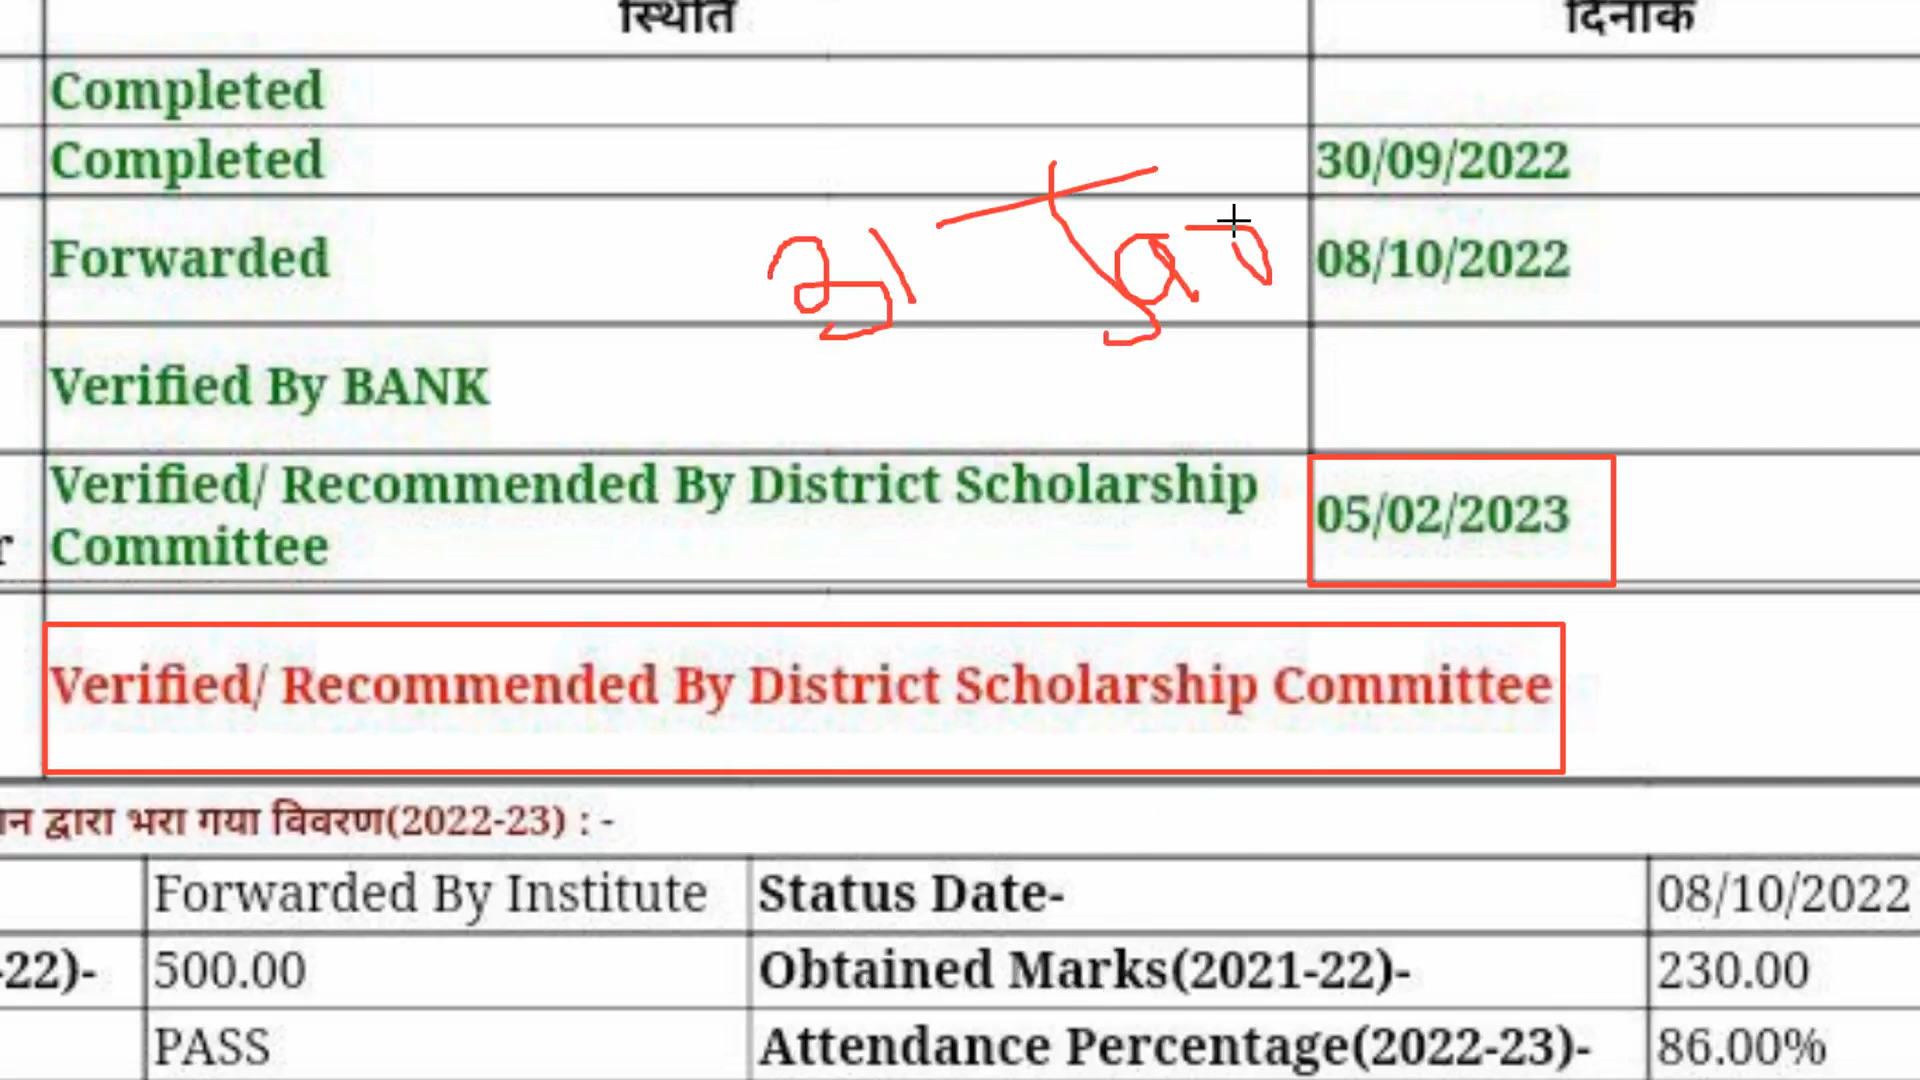 स्थिति दिनांक
Completed
Completed 30/09/2022
Forwarded 08/10/2022
31 Jan
Verified By BANK
Verified/ Recommended By District Scholarship
Committee 05/02/2023
r
Verified/ Recommended By District Scholarship Committee
ान द्वारा भरा गया विवरण(2022-23) : -
Forwarded By Institute Status Date- 08/10/2022
-22)- 500.00 Obtained Marks(2021-22)- 230.00
PASS Attendance Percentage(2022-23)- 86.00%